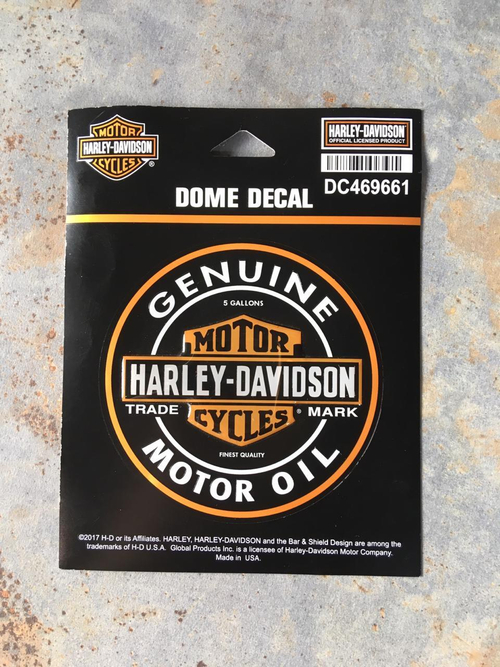 MOTOR
HARLEY-DAVIDSON
CYCLES®
HARLEY-DAVIDSON
OFFICIAL LICENSED PRODUCT
DC469661
DOME DECAL
GENUINE
5 GALLONS
MOTOR
HARLEY-DAVIDSON
TRADE CYCLES ® MARK
FINEST QUALITY
MOTOR OIL
©2017 H-D or its Affiliates. HARLEY, HARLEY-DAVIDSON and the Bar & Shield Design are among the
trademarks of H-D U.S.A. Global Products Inc. is a licensee of Harley-Davidson Motor Company.
Made in USA.